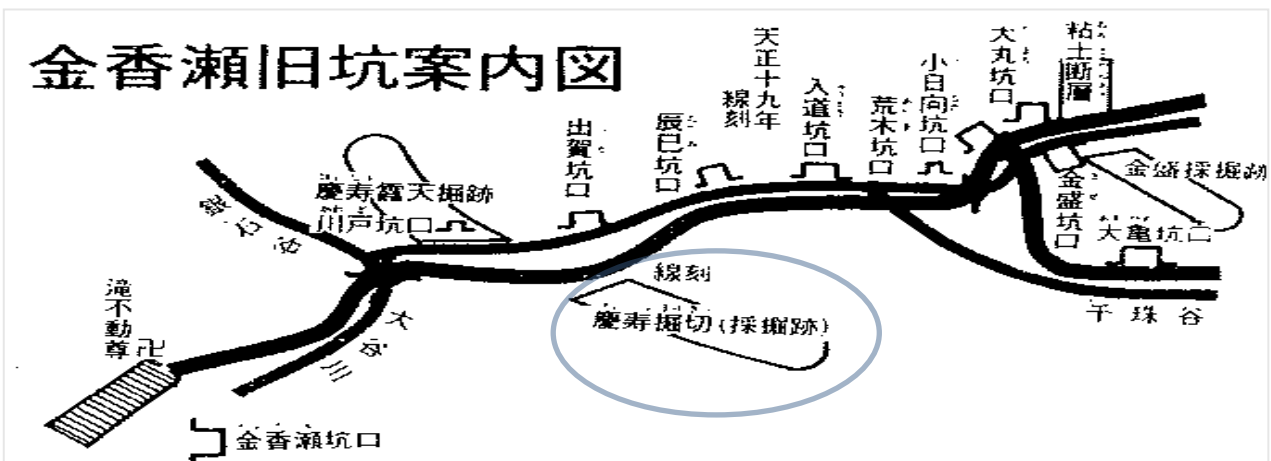 金香瀬旧坑案内図
天正十九年
線刻
大丸坑口
粘土断層
小日向坑口
入道坑口
荒木坑口
辰巳坑口
出賀坑口
金盛採掘跡
慶寿㔶天掘跡
川戸坑口
金盛坑口
大亀坑口
線刻
滝不動尊
卍
大谷川
慶寿掘切(採掘跡)
千珠谷
金香瀬坑口